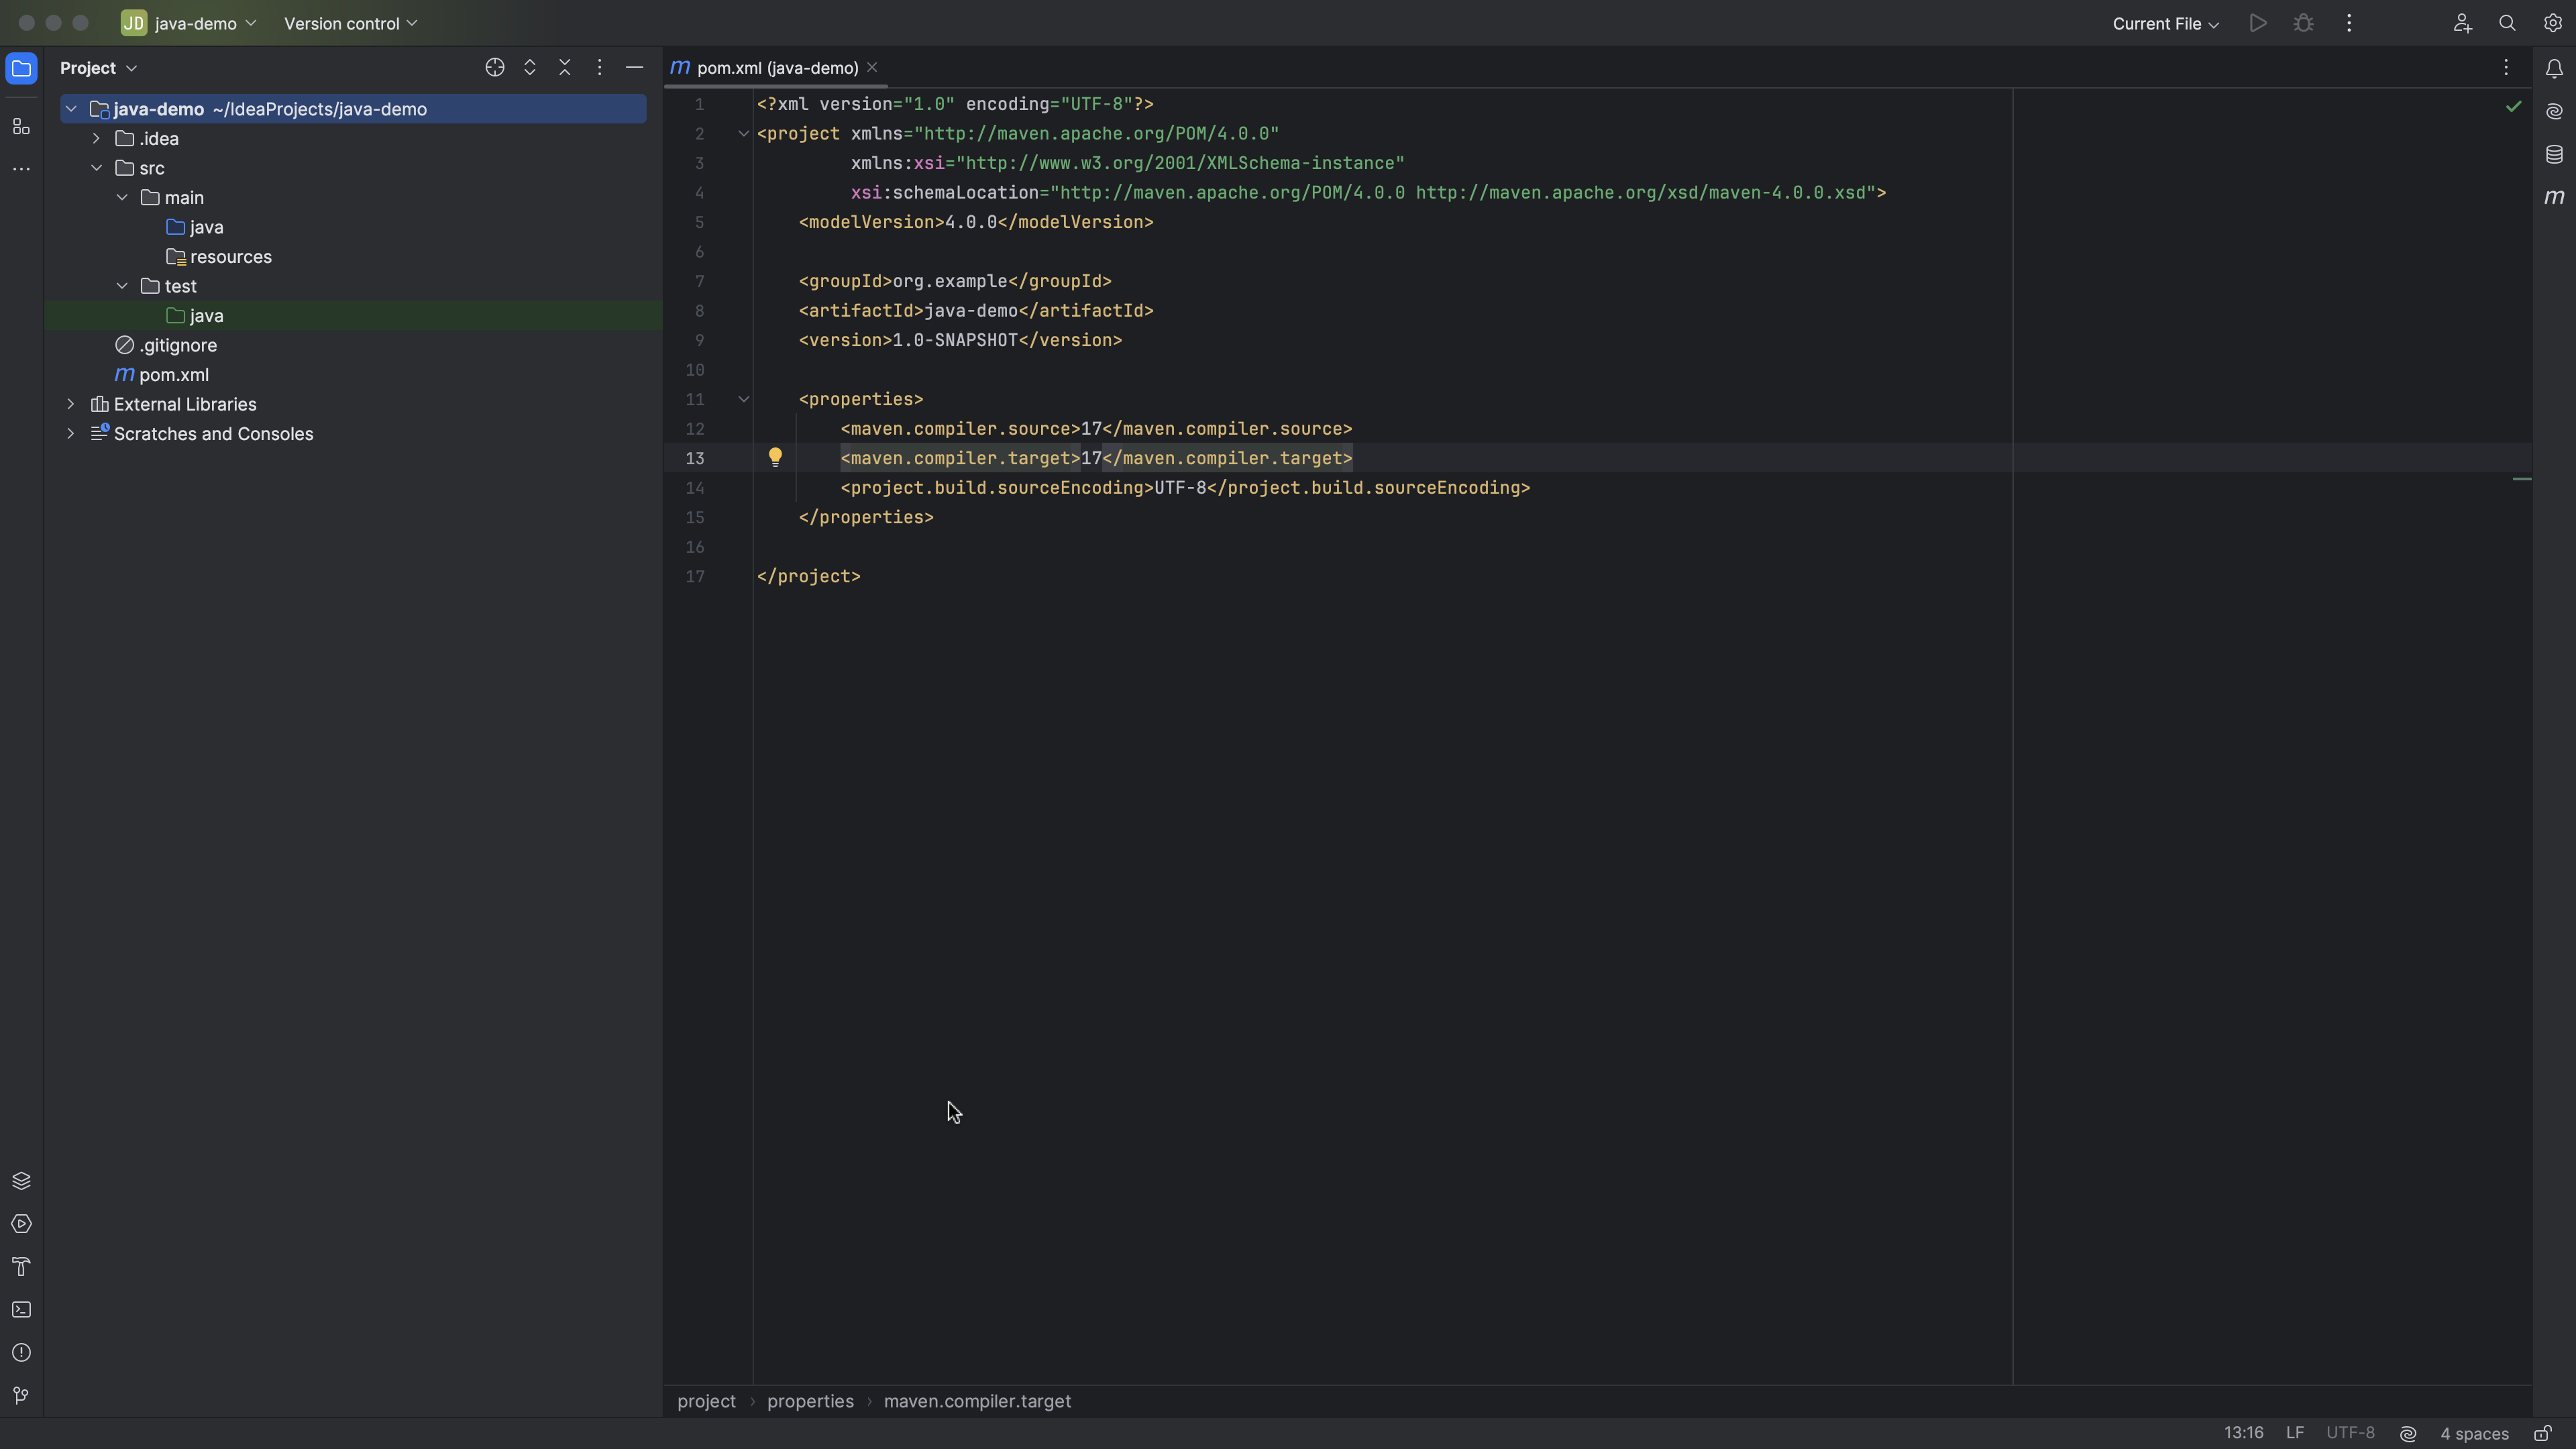 JD java-demo Version control Current File
Project
java-demo ~/IdeaProjects/java-demo
.idea
src
main
java
resources
test
java
.gitignore
m pom.xml
External Libraries
Scratches and Consoles
m pom.xml (java-demo)
1 <?xml version="1.0" encoding="UTF-8"?>
2 <project xmlns="http://maven.apache.org/POM/4.0.0"
3 xmlns:xsi="http://www.w3.org/2001/XMLSchema-instance"
4 xsi:schemaLocation="http://maven.apache.org/POM/4.0.0 http://maven.apache.org/xsd/maven-4.0.0.xsd">
5 <modelVersion>4.0.0</modelVersion>
6
7 <groupId>org.example</groupId>
8 <artifactId>java-demo</artifactId>
9 <version>1.0-SNAPSHOT</version>
10
11 <properties>
12 <maven.compiler.source>17</maven.compiler.source>
13 <maven.compiler.target>17</maven.compiler.target>
14 <project.build.sourceEncoding>UTF-8</project.build.sourceEncoding>
15 </properties>
16
17 </project>
m
project › properties › maven.compiler.target
13:16 LF UTF-8 4 spaces